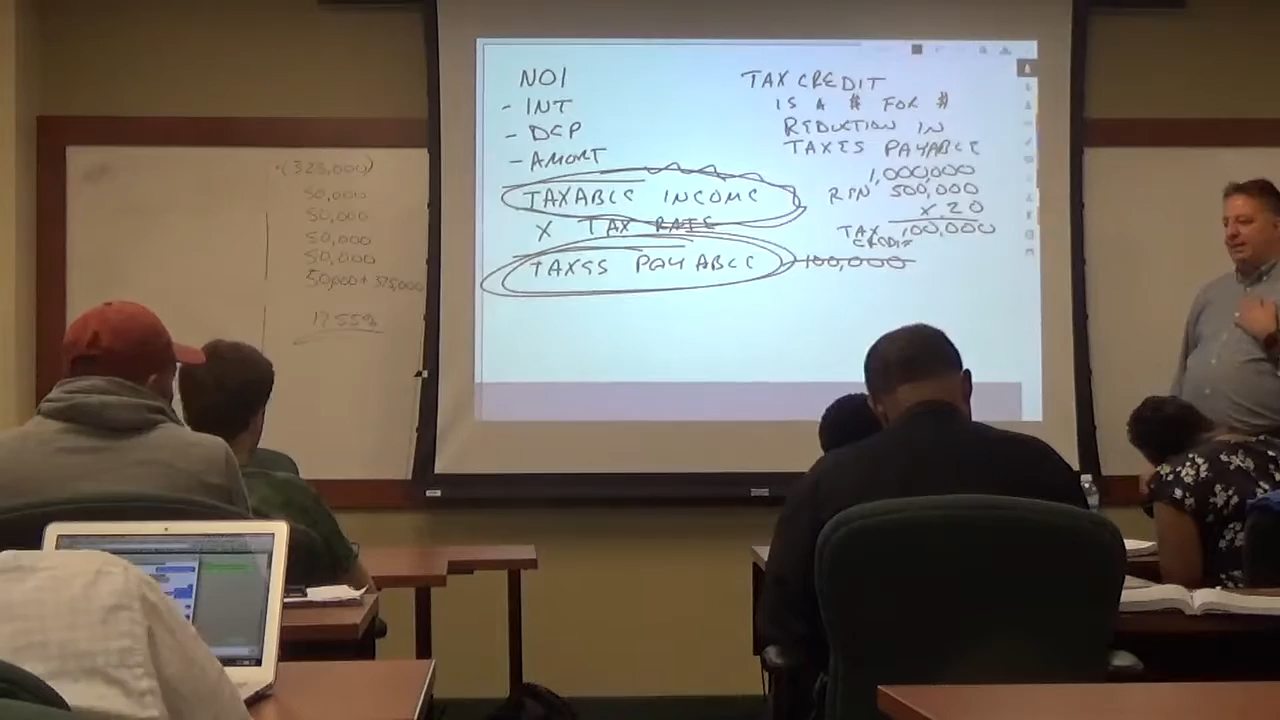 (325,000)
50,000
50,000
50,000
50,000
50,000 + 375,000
17.55%
NOI
- INT
- DEP
- AMORT
TAXABLE INCOME
X TAX RATE
TAXES PAYABLE
TAX CREDIT
IS A $ FOR $
REDUCTION IN
TAXES PAYABLE
1,000,000
500,000
X .20
TAX 100,000
CREDIT
100,000